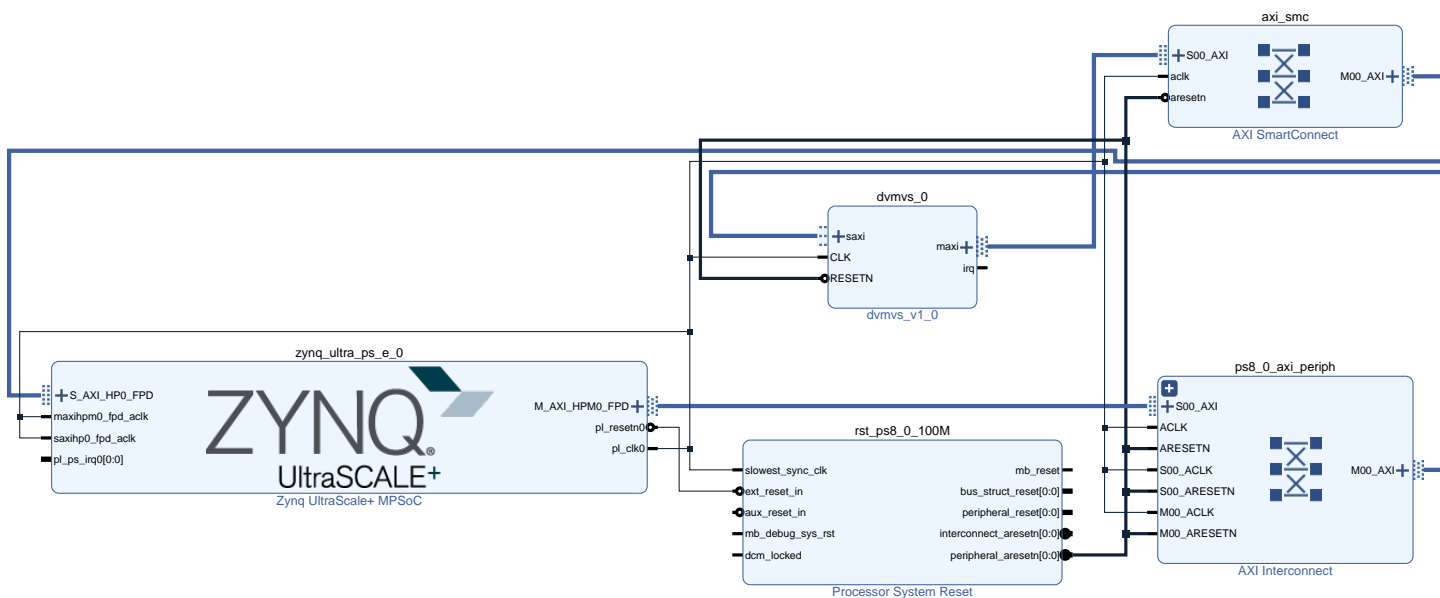 axi_smc
S00_AXI
aclk
M00_AXI
aresetn
AXI SmartConnect
dvmvs_0
saxi
maxi
CLK
irq
RESETN
dvmvs_v1_0
zynq_ultra_ps_e_0
S_AXI_HP0_FPD
maxihpm0_fpd_aclk
saxihp0_fpd_aclk
pl_ps_irq0[0:0]
ZYNQ®
UltraSCALE+
M_AXI_HPM0_FPD
pl_resetn0
pl_clk0
Zynq UltraScale+ MPSoC
rst_ps8_0_100M
slowest_sync_clk
mb_reset
ext_reset_in
bus_struct_reset[0:0]
aux_reset_in
peripheral_reset[0:0]
mb_debug_sys_rst
interconnect_aresetn[0:0]
dcm_locked
peripheral_aresetn[0:0]
Processor System Reset
ps8_0_axi_periph
S00_AXI
ACLK
ARESETN
S00_ACLK
M00_AXI
S00_ARESETN
M00_ACLK
M00_ARESETN
AXI Interconnect